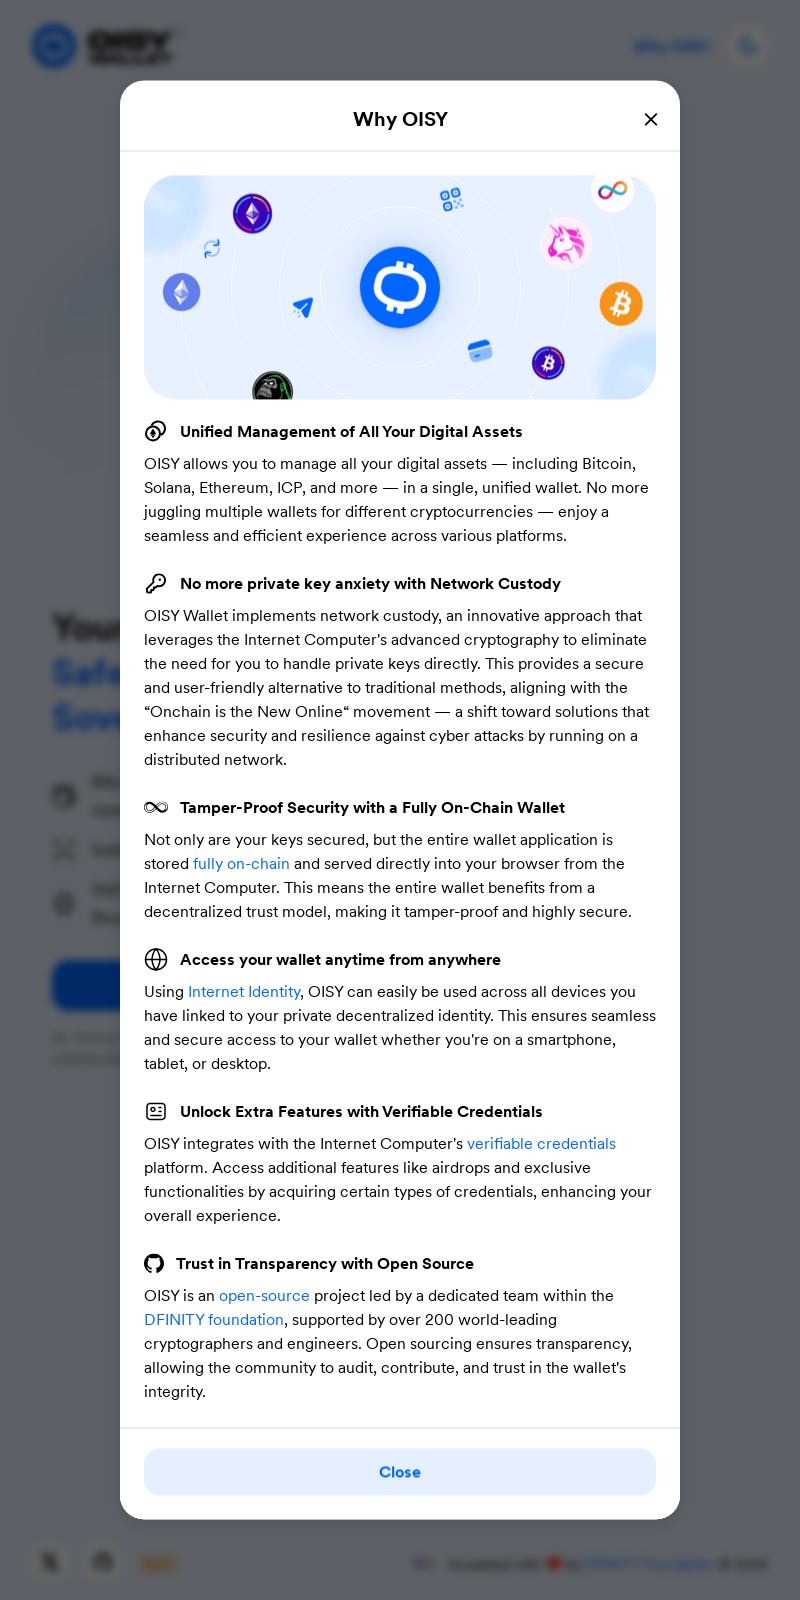 OISY
WALLET
Why OISY
Why OISY
Unified Management of All Your Digital Assets
OISY allows you to manage all your digital assets — including Bitcoin,
Solana, Ethereum, ICP, and more — in a single, unified wallet. No more
juggling multiple wallets for different cryptocurrencies — enjoy a
seamless and efficient experience across various platforms.
No more private key anxiety with Network Custody
OISY Wallet implements network custody, an innovative approach that
leverages the Internet Computer's advanced cryptography to eliminate
the need for you to handle private keys directly. This provides a secure
and user-friendly alternative to traditional methods, aligning with the
“Onchain is the New Online“ movement — a shift toward solutions that
enhance security and resilience against cyber attacks by running on a
distributed network.
Tamper-Proof Security with a Fully On-Chain Wallet
Not only are your keys secured, but the entire wallet application is
stored fully on-chain and served directly into your browser from the
Internet Computer. This means the entire wallet benefits from a
decentralized trust model, making it tamper-proof and highly secure.
Access your wallet anytime from anywhere
Using Internet Identity, OISY can easily be used across all devices you
have linked to your private decentralized identity. This ensures seamless
and secure access to your wallet whether you're on a smartphone,
tablet, or desktop.
Unlock Extra Features with Verifiable Credentials
OISY integrates with the Internet Computer's verifiable credentials
platform. Access additional features like airdrops and exclusive
functionalities by acquiring certain types of credentials, enhancing your
overall experience.
Trust in Transparency with Open Source
OISY is an open-source project led by a dedicated team within the
DFINITY foundation, supported by over 200 world-leading
cryptographers and engineers. Open sourcing ensures transparency,
allowing the community to audit, contribute, and trust in the wallet's
integrity.
Close